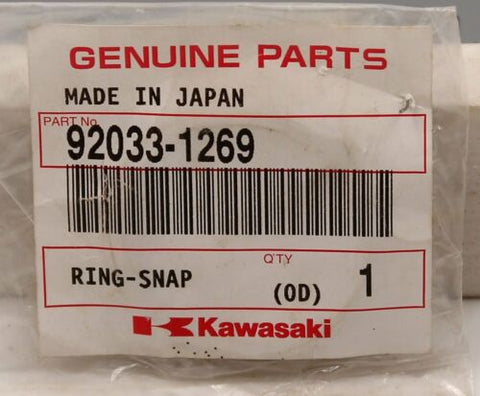 GENUINE PARTS
MADE IN JAPAN
PART No.
92033-1269
Q'TY
RING-SNAP (OD) 1
Kawasaki